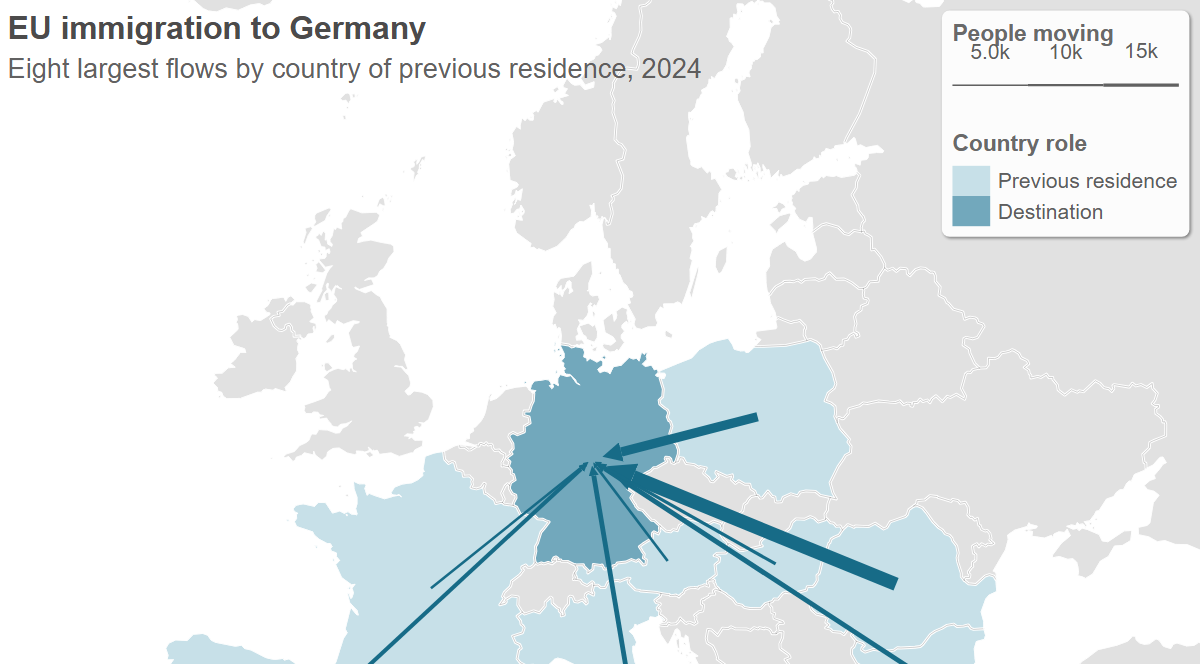 EU immigration to Germany
Eight largest flows by country of previous residence, 2024
People moving
5.0k 10k 15k
Country role
Previous residence
Destination